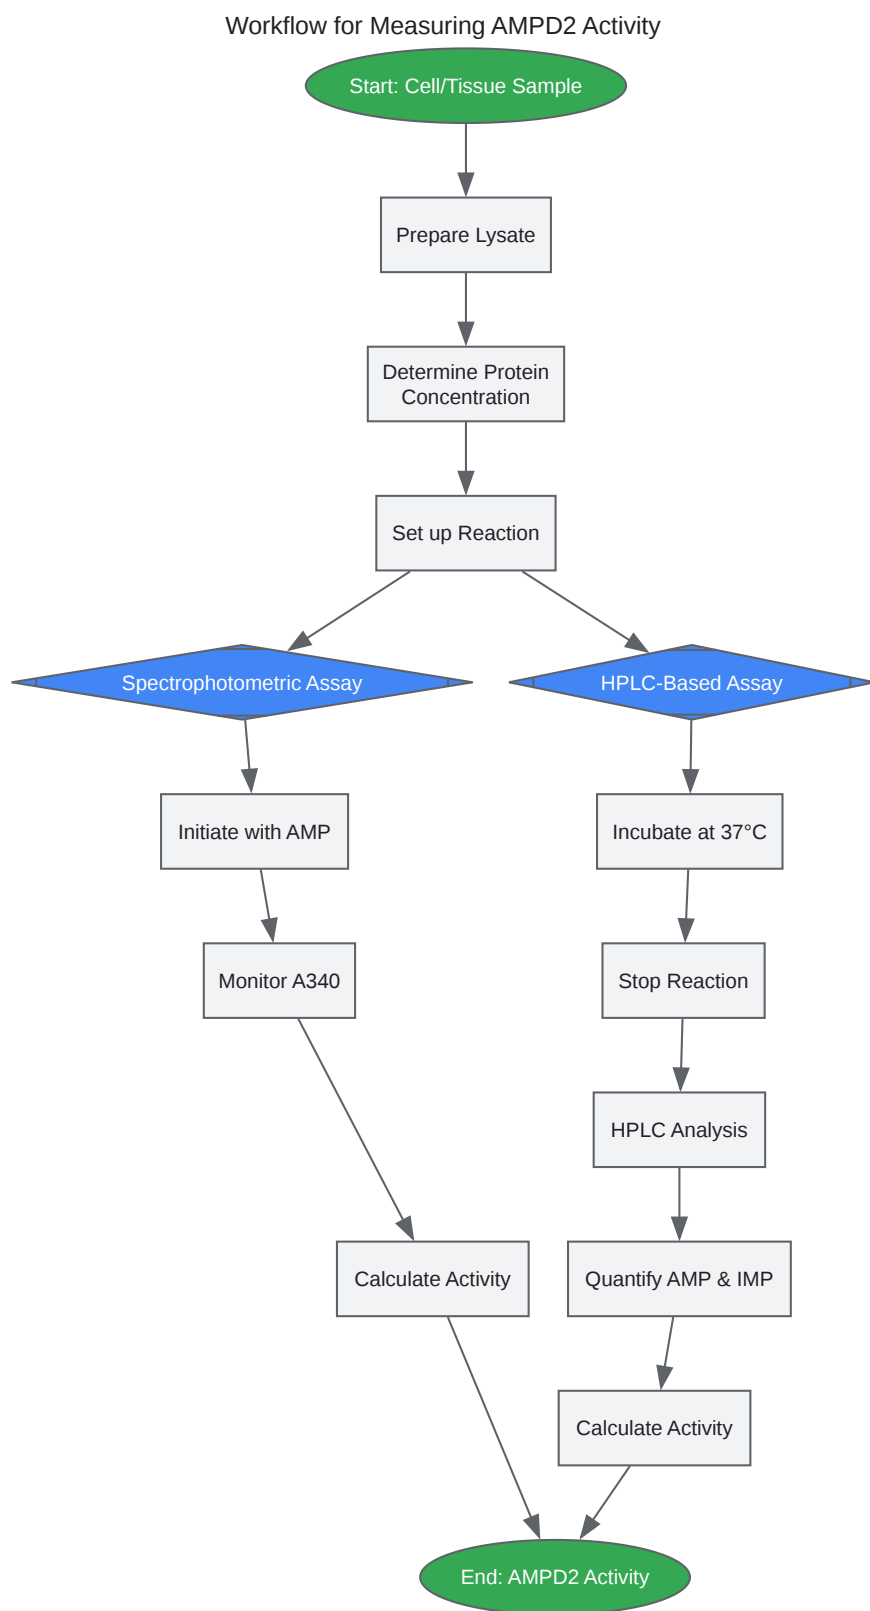 Workflow for Measuring AMPD2 Activity
Start: Cell/Tissue Sample
Prepare Lysate
Determine Protein
Concentration
Set up Reaction
Spectrophotometric Assay
HPLC-Based Assay
Initiate with AMP
Incubate at 37°C
Monitor A340
Stop Reaction
HPLC Analysis
Calculate Activity
Quantify AMP & IMP
Calculate Activity
End: AMPD2 Activity